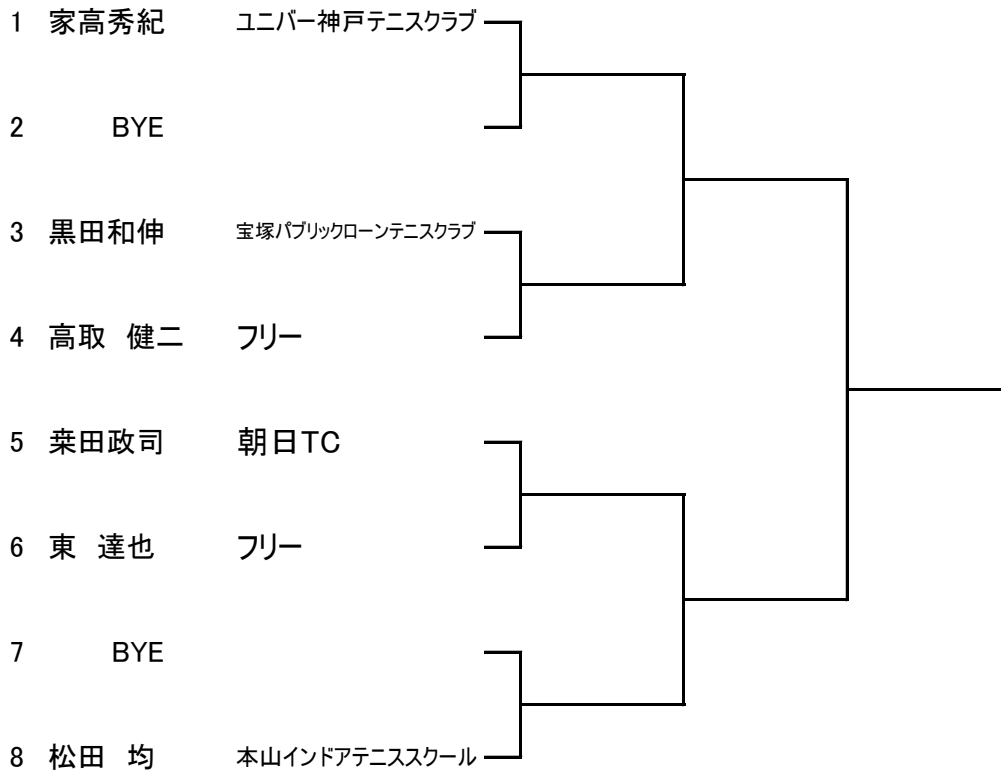 1 家高秀紀 ユニバー神戸テニスクラブ
2 BYE
3 黒田和伸 宝塚パブリックローンテニスクラブ
4 高取 健二 フリー
5 桒田政司 朝日TC
6 東 達也 フリー
7 BYE
8 松田 均 本山インドアテニススクール